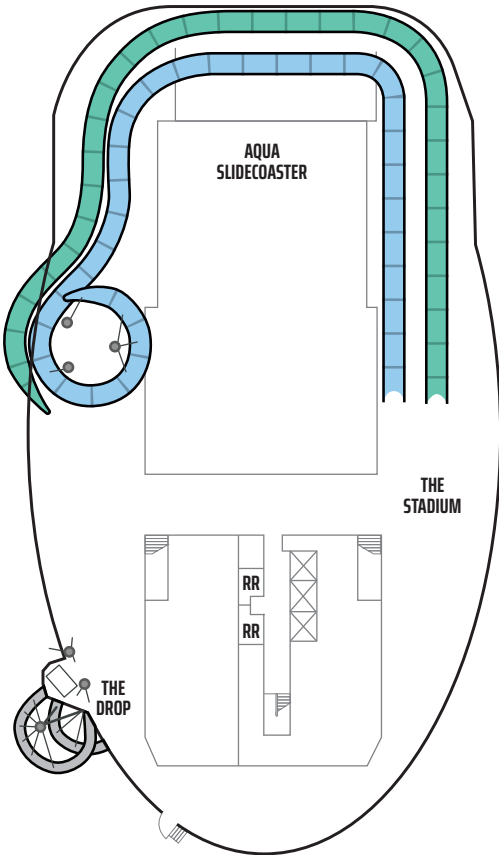 AQUA
SLIDECOASTER
THE
STADIUM
RR
RR
THE
DROP